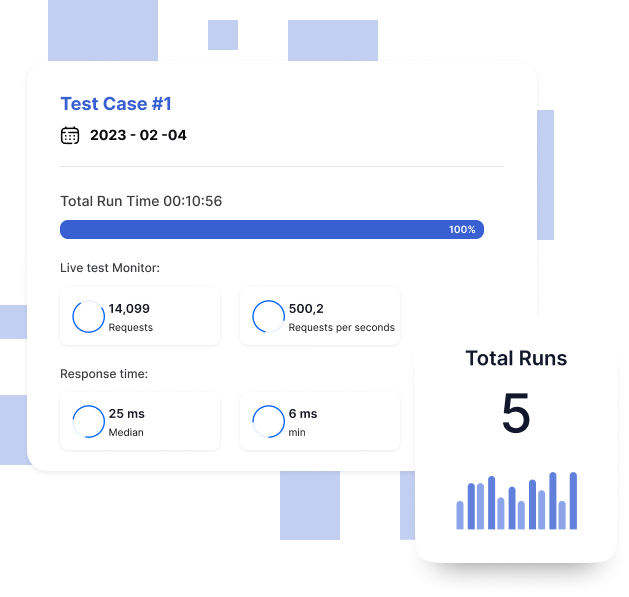 Test Case #1
2023 - 02 -04
Total Run Time 00:10:56
100%
Live test Monitor:
14,099
Requests
500,2
Requests per seconds
Response time:
25 ms
Median
6 ms
min
Total Runs
5